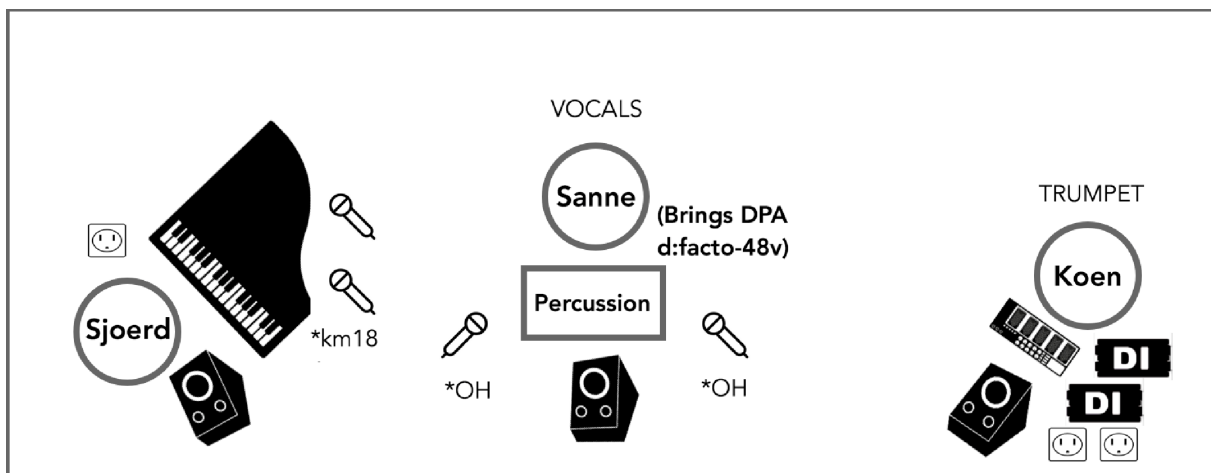 VOCALS
Sanne
(Brings DPA
d:facto-48v)
TRUMPET
Koen
Sjoerd
*km18
Percussion
*OH
*OH
DI
DI